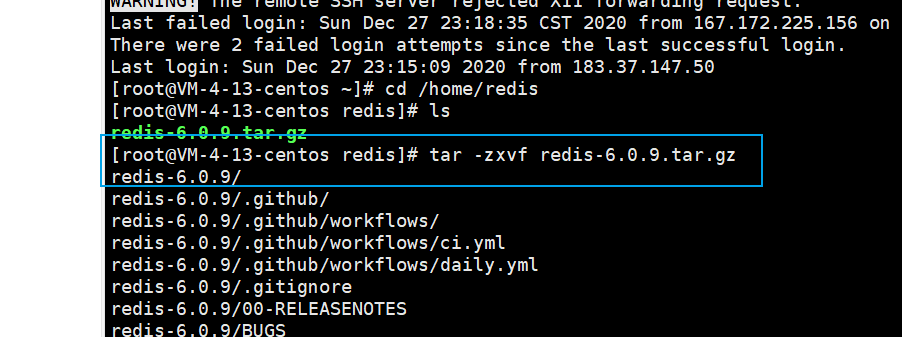 WARNING! The remote SSH server rejected X11 forwarding request.
Last failed login: Sun Dec 27 23:18:35 CST 2020 from 167.172.225.156 on
There were 2 failed login attempts since the last successful login.
Last login: Sun Dec 27 23:15:09 2020 from 183.37.147.50
[root@VM-4-13-centos ~]# cd /home/redis
[root@VM-4-13-centos redis]# ls
redis-6.0.9.tar.gz
[root@VM-4-13-centos redis]# tar -zxvf redis-6.0.9.tar.gz
redis-6.0.9/
redis-6.0.9/.github/
redis-6.0.9/.github/workflows/
redis-6.0.9/.github/workflows/ci.yml
redis-6.0.9/.github/workflows/daily.yml
redis-6.0.9/.gitignore
redis-6.0.9/00-RELEASENOTES
redis-6.0.9/BUGS